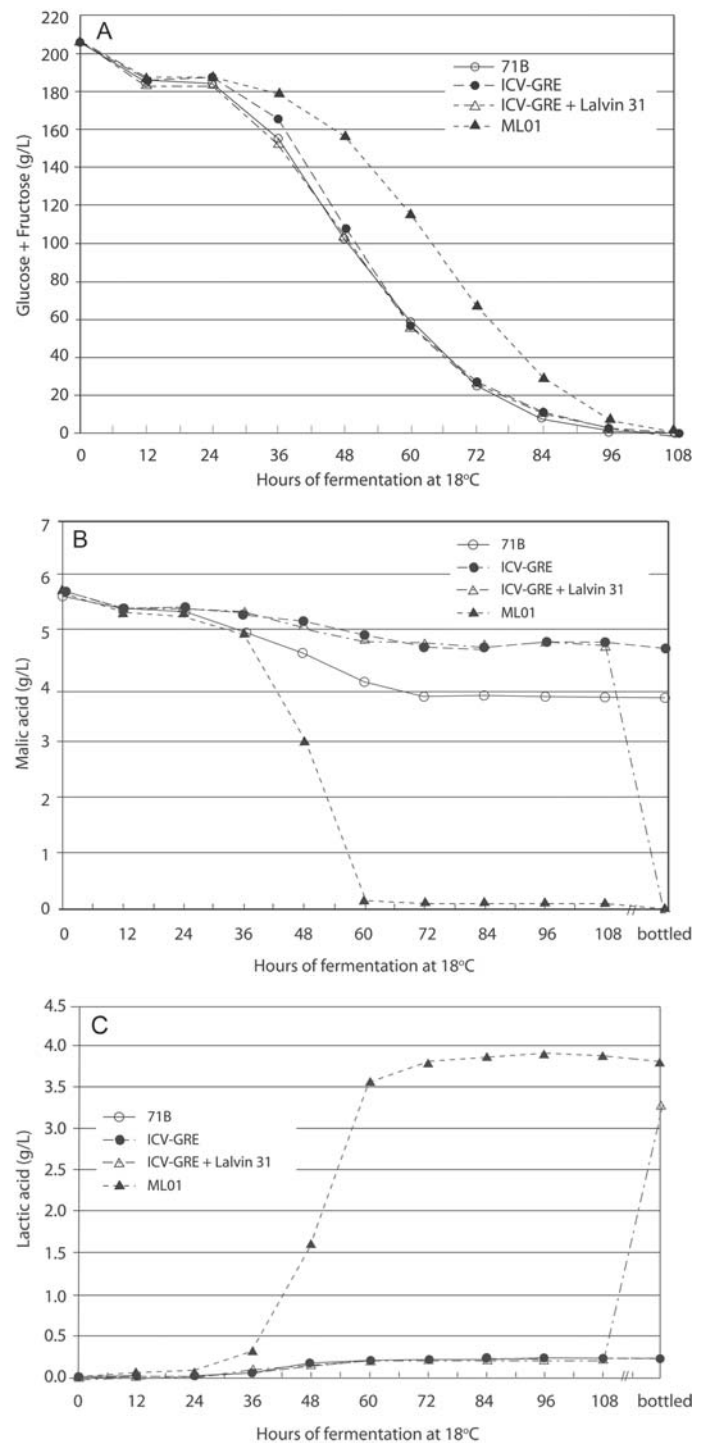 A
220
200
180
160
140
120
100
80
60
40
20
0
Glucose + Fructose (g/L)
71B
ICV-GRE
ICV-GRE + Lalvin 31
ML01
0 12 24 36 48 60 72 84 96 108
Hours of fermentation at 18°C
B
7
6
5
4
3
2
1
0
Malic acid (g/L)
71B
ICV-GRE
ICV-GRE + Lalvin 31
ML01
0 12 24 36 48 60 72 84 96 108 bottled
Hours of fermentation at 18°C
C
4.5
4.0
3.5
3.0
2.5
2.0
1.5
1.0
0.5
0.0
Lactic acid (g/L)
71B
ICV-GRE
ICV-GRE + Lalvin 31
ML01
0 12 24 36 48 60 72 84 96 108 bottled
Hours of fermentation at 18°C